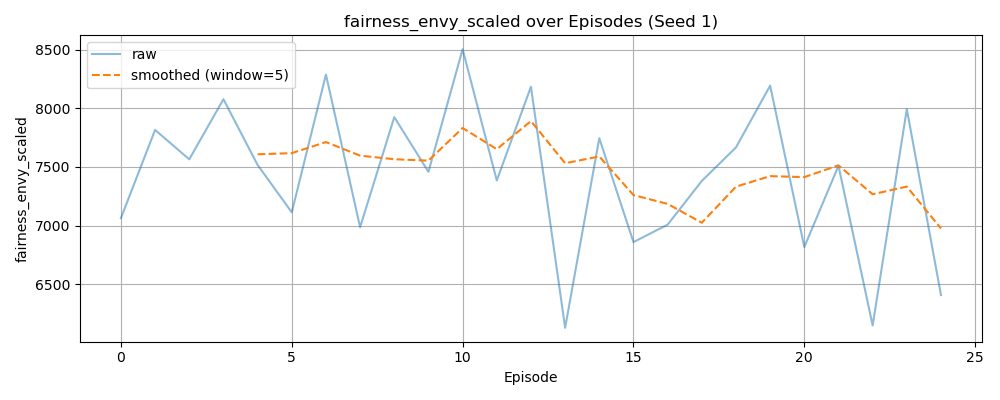 fairness_envy_scaled over Episodes (Seed 1)
raw
smoothed (window=5)
fairness_envy_scaled
8500
8000
7500
7000
6500
0
5
10
15
20
25
Episode